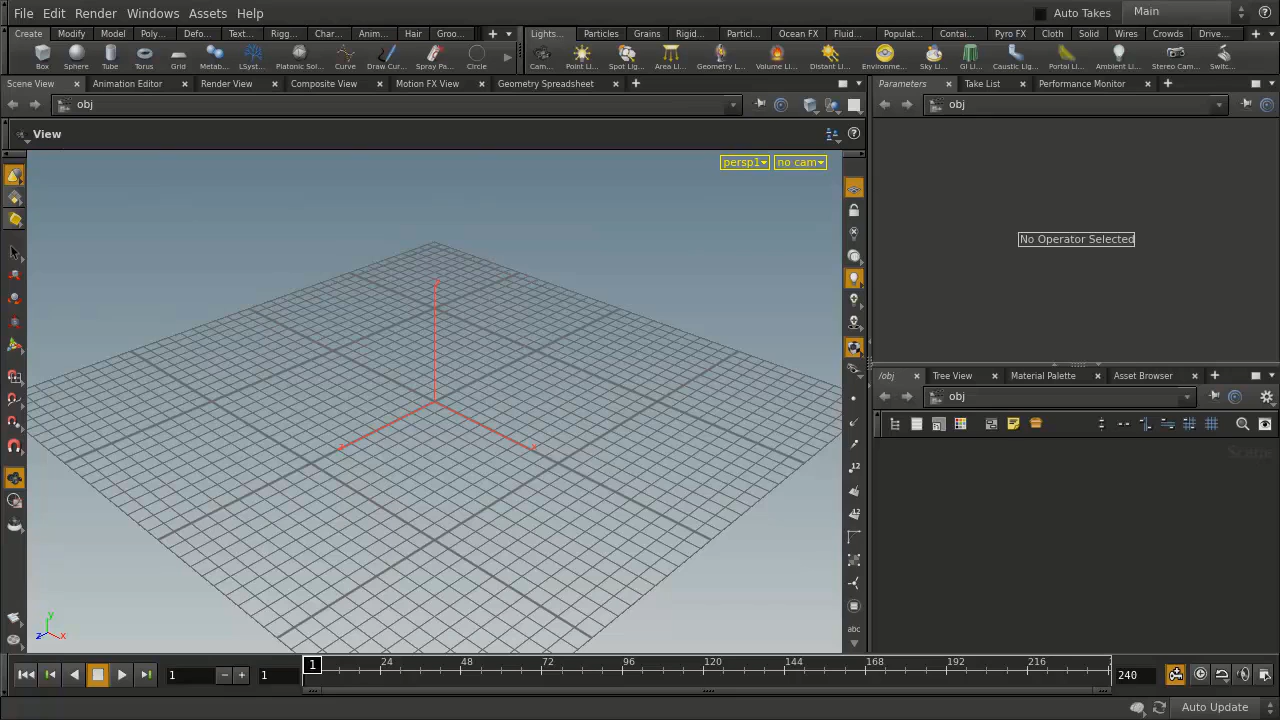 File Edit Render Windows Assets Help Auto Takes Main
Create Modify Model Poly... Defo... Text... Rigg... Char... Anim... Hair Groo... Lights... Particles Grains Rigid... Particl... Ocean FX Fluid... Populat... Contai... Pyro FX Cloth Solid Wires Crowds Drive...
Box Sphere Tube Torus Grid Metab... LSyst... Platonic Sol... Curve Draw Cur... Spray Pa... Circle Cam... Point Li... Spot Lig... Area Li... Geometry L... Volume Li... Distant Li... Environme... Sky Li... GI Li... Caustic Lig... Portal Li... Ambient Li... Stereo Cam... Switc...
Scene View Animation Editor Render View Composite View Motion FX View Geometry Spreadsheet Parameters Take List Performance Monitor
obj obj
View
persp1 no cam
No Operator Selected
/obj Tree View Material Palette Asset Browser
obj
Scene
12
12
abc
y
z x
y
z x
1 1 1 24 48 72 96 120 144 168 192 216 240
Auto Update